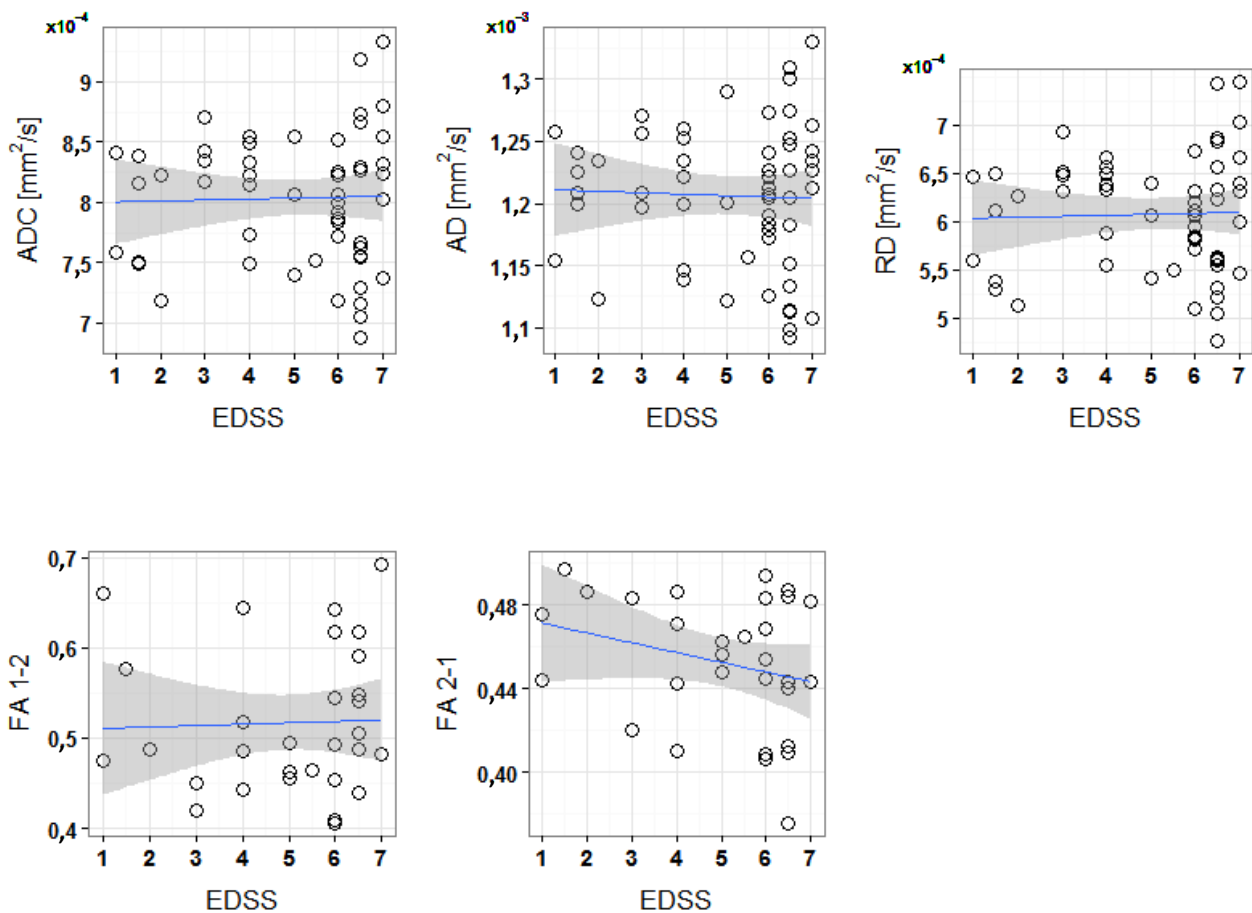 x10⁻⁴
9
8,5
8
7,5
7
ADC [mm²/s]
1 2 3 4 5 6 7
EDSS
x10⁻³
1,3
1,25
1,2
1,15
1,1
AD [mm²/s]
1 2 3 4 5 6 7
EDSS
x10⁻⁴
7
6,5
6
5,5
5
RD [mm²/s]
1 2 3 4 5 6 7
EDSS
0,7
0,6
0,5
0,4
FA 1-2
1 2 3 4 5 6 7
EDSS
0,48
0,44
0,40
FA 2-1
1 2 3 4 5 6 7
EDSS